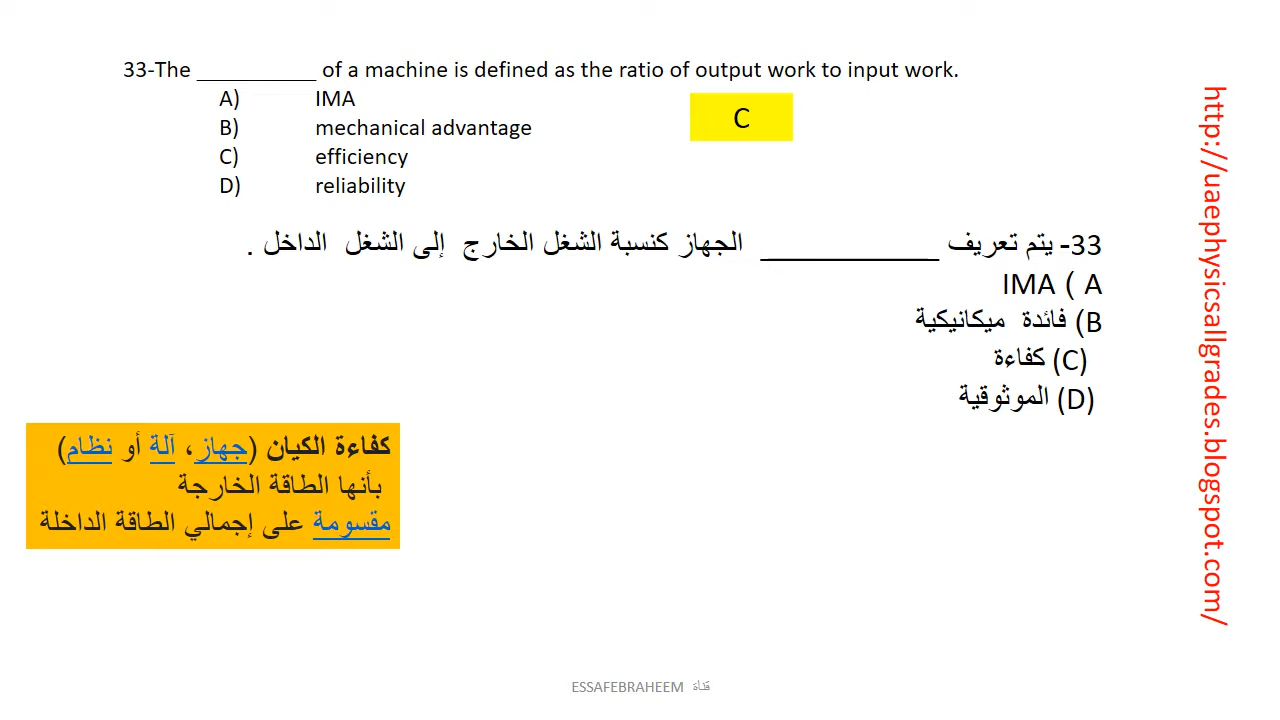 33-The __________ of a machine is defined as the ratio of output work to input work.
A) IMA
B) mechanical advantage
C) efficiency
D) reliability
C
33- يتم تعريف ___________ الجهاز كنسبة الشغل الخارج إلى الشغل الداخل .
IMA ( A
B) فائدة ميكانيكية
(C) كفاءة
(D) الموثوقية
كفاءة الكيان (جهاز، آلة أو نظام)
بأنها الطاقة الخارجة
مقسومة على إجمالي الطاقة الداخلة
http://uaephysicsallgrades.blogspot.com/
ESSAFEBRAHEEM قناة